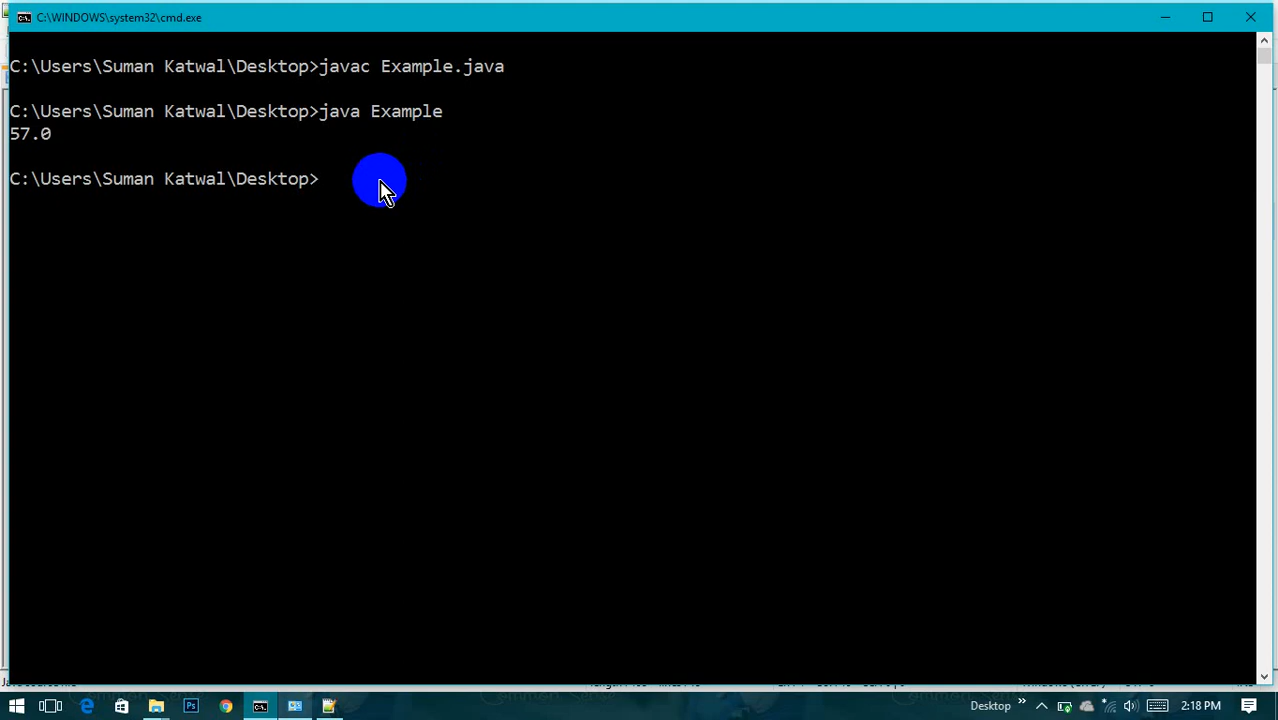 C:\WINDOWS\system32\cmd.exe
C:\Users\Suman Katwal\Desktop>javac Example.java
C:\Users\Suman Katwal\Desktop>java Example
57.0
C:\Users\Suman Katwal\Desktop>
Desktop
2:18 PM